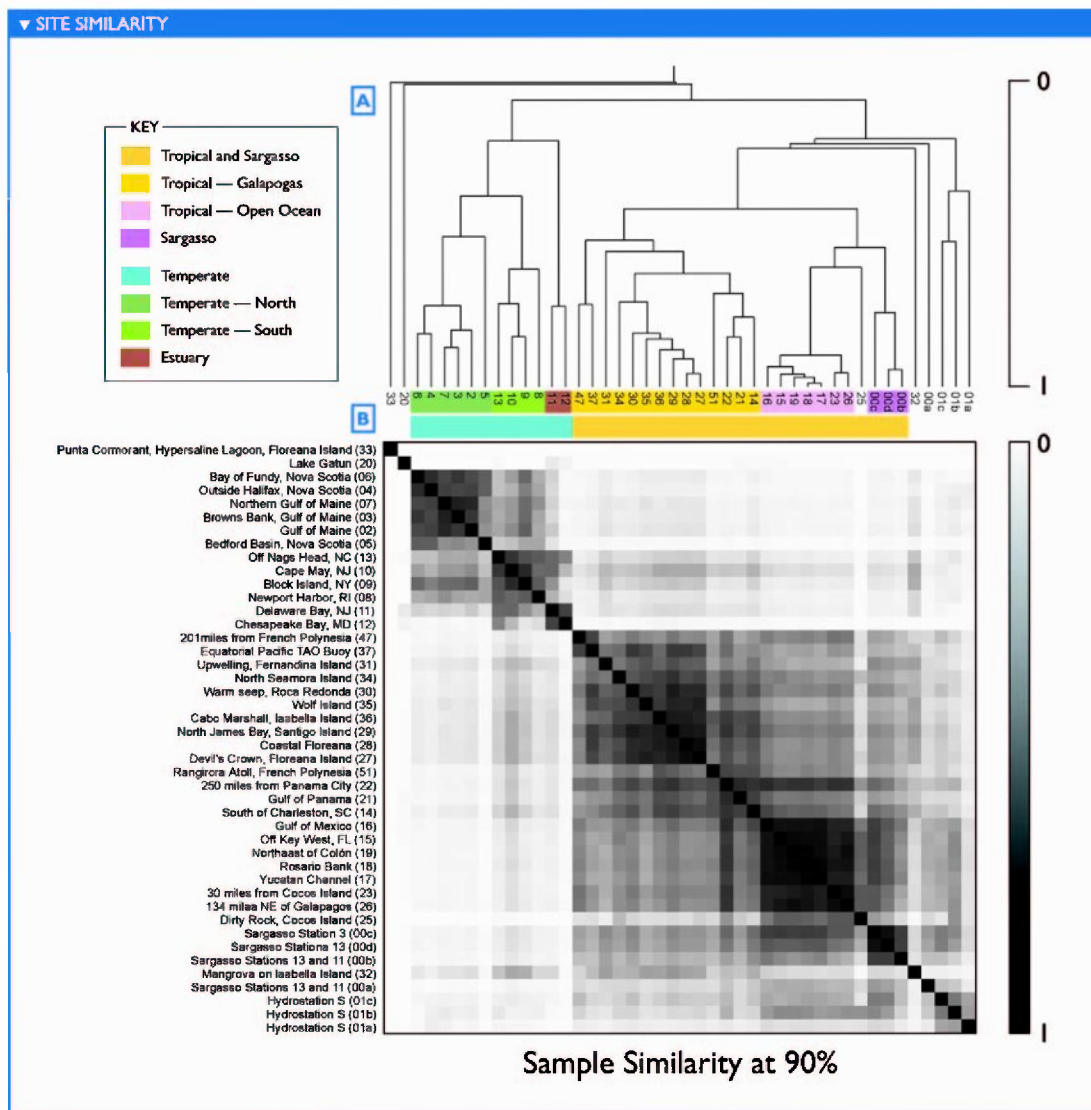 ▼ SITE SIMILARITY
A
0
KEY
Tropical and Sargasso
Tropical — Galapogas
Tropical — Open Ocean
Sargasso
Temperate
Temperate — North
Temperate — South
Estuary
1
33 20 6 4 7 3 2 5 13 10 9 8 11 12 47 37 31 34 30 35 36 29 28 27 51 22 21 14 16 15 19 18 17 23 26 25 00c 00d 00b 32 00a 01c 01b 01a
B
0
Punta Cormorant, Hypersaline Lagoon, Floreana Island (33)
Lake Gatun (20)
Bay of Fundy, Nova Scotia (06)
Outside Halifax, Nova Scotia (04)
Northern Gulf of Maine (07)
Browns Bank, Gulf of Maine (03)
Gulf of Maine (02)
Bedford Basin, Nova Scotia (05)
Off Nags Head, NC (13)
Cape May, NJ (10)
Block Island, NY (09)
Newport Harbor, RI (08)
Delaware Bay, NJ (11)
Chesapeake Bay, MD (12)
201miles from French Polynesia (47)
Equatorial Pacific TAO Buoy (37)
Upwelling, Fernandina Island (31)
North Seamora Island (34)
Warm seep, Roca Redonda (30)
Wolf Island (35)
Cabo Marshall, Isabella Island (36)
North James Bay, Santigo Island (29)
Coastal Floreana (28)
Devil's Crown, Floreana Island (27)
Rangirora Atoll, French Polynesia (51)
250 miles from Panama City (22)
Gulf of Panama (21)
South of Charleston, SC (14)
Gulf of Mexico (16)
Off Key West, FL (15)
Northeast of Colón (19)
Rosario Bank (18)
Yucatan Channel (17)
30 miles from Cocos Island (23)
134 miles NE of Galapagos (26)
Dirty Rock, Cocos Island (25)
Sargasso Station 3 (00c)
Sargasso Stations 13 (00d)
Sargasso Stations 13 and 11 (00b)
Mangrove on Isabella Island (32)
Sargasso Stations 13 and 11 (00a)
Hydrostation S (01c)
Hydrostation S (01b)
Hydrostation S (01a)
1
Sample Similarity at 90%